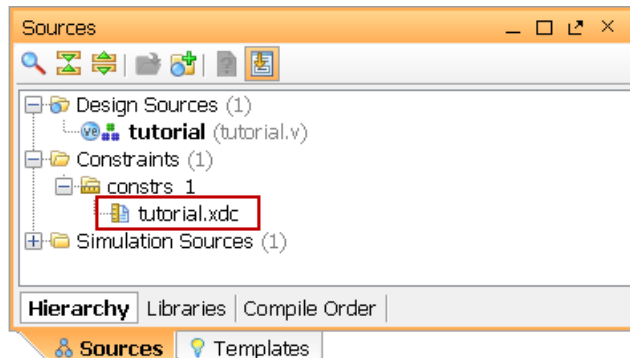 Sources
Design Sources (1)
tutorial (tutorial.v)
Constraints (1)
constrs_1
tutorial.xdc
Simulation Sources (1)
Hierarchy Libraries Compile Order
Sources Templates